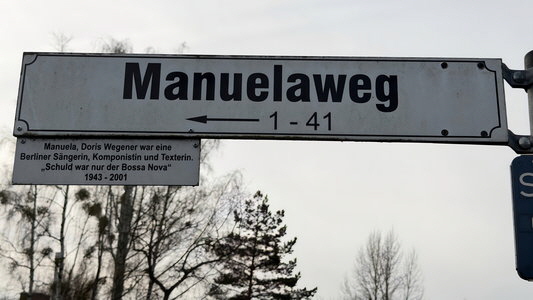 Manuelaweg
← 1 - 41
Manuela, Doris Wegener war eine
Berliner Sängerin, Komponistin und Texterin.
„Schuld war nur der Bossa Nova“
1943 - 2001
S